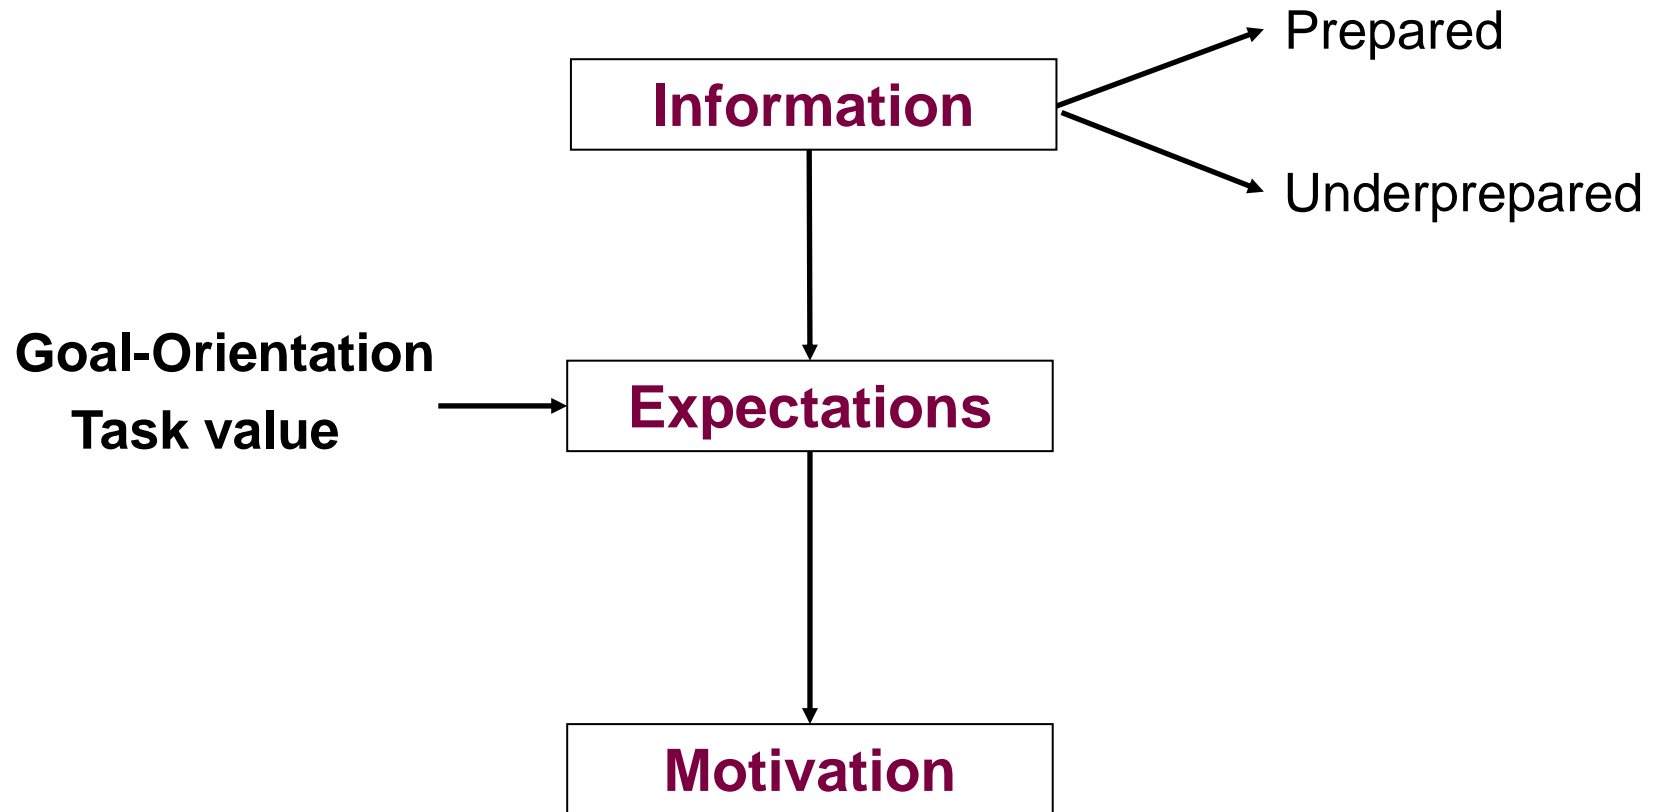 Prepared
Information
Underprepared
Goal-Orientation
Task value
Expectations
Motivation